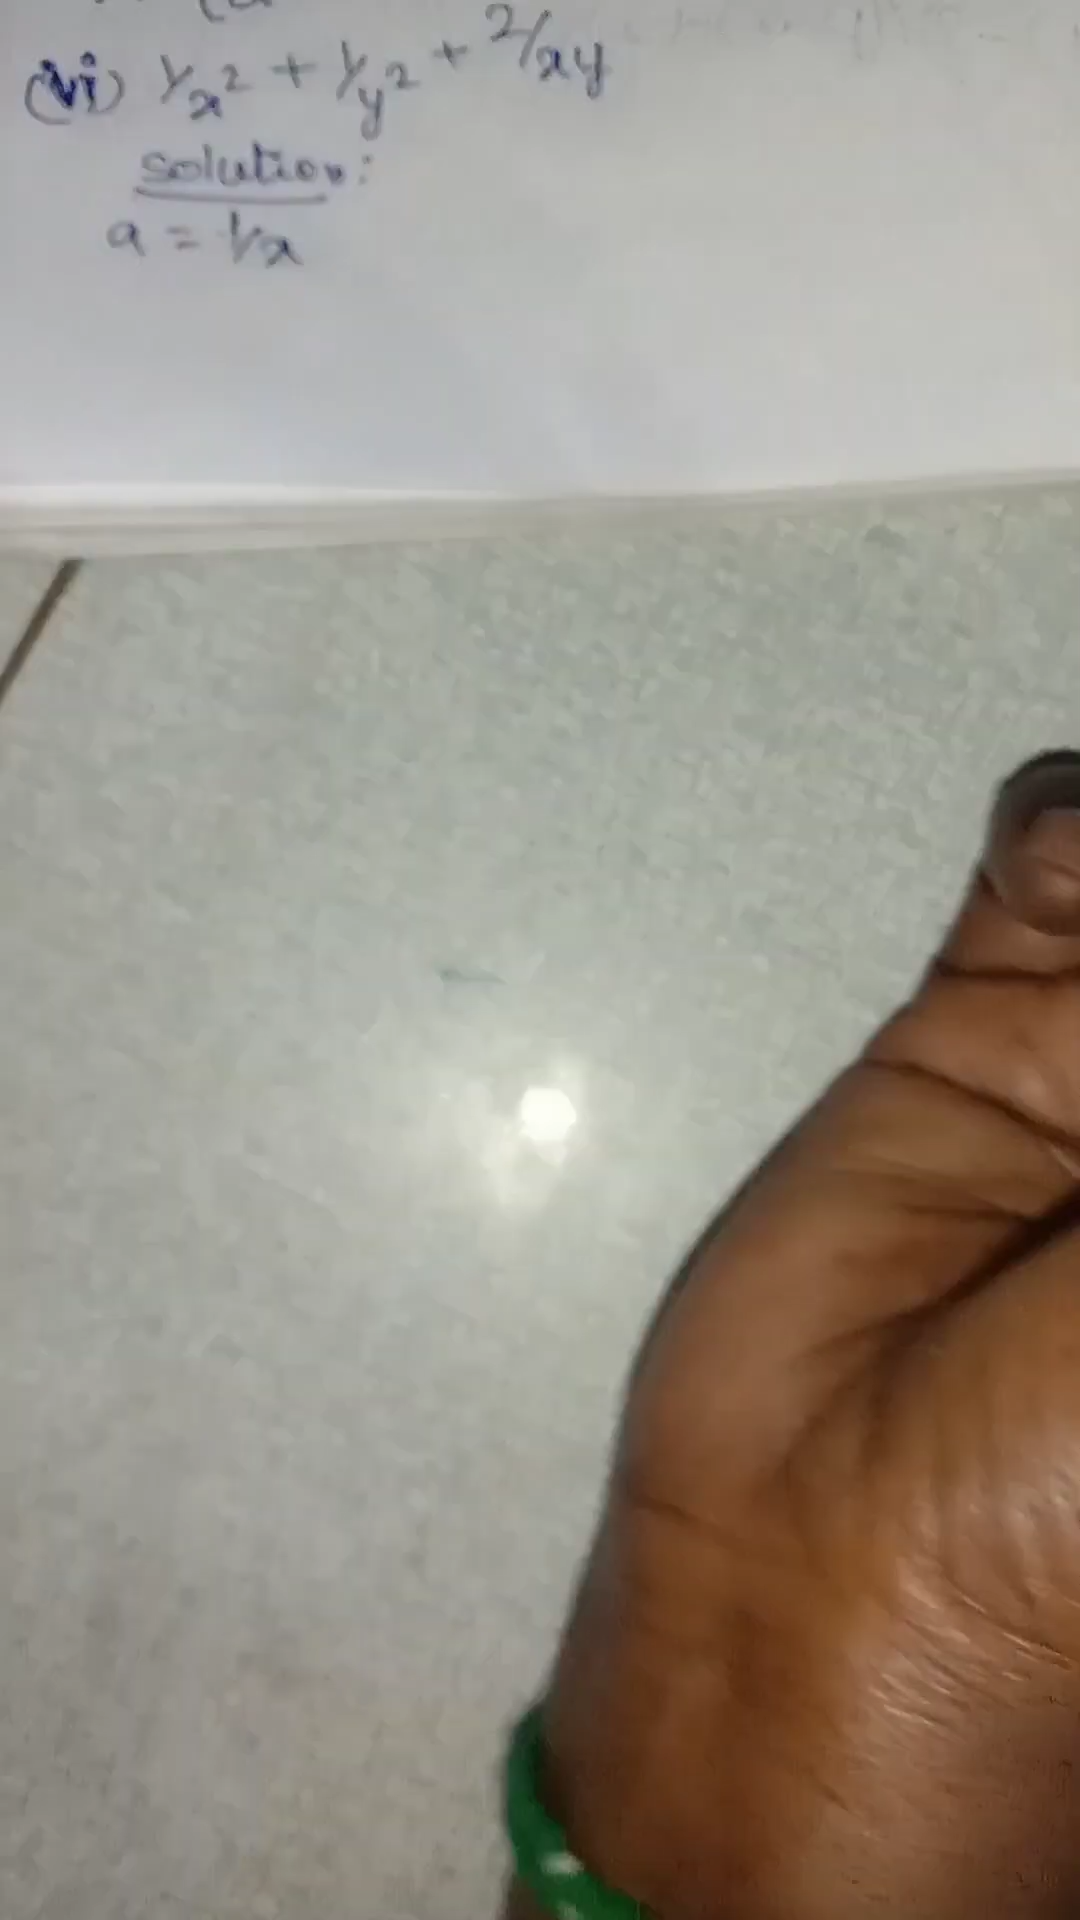 (vi) 1/x² + 1/y² + 2/xy
solution:
a = 1/x